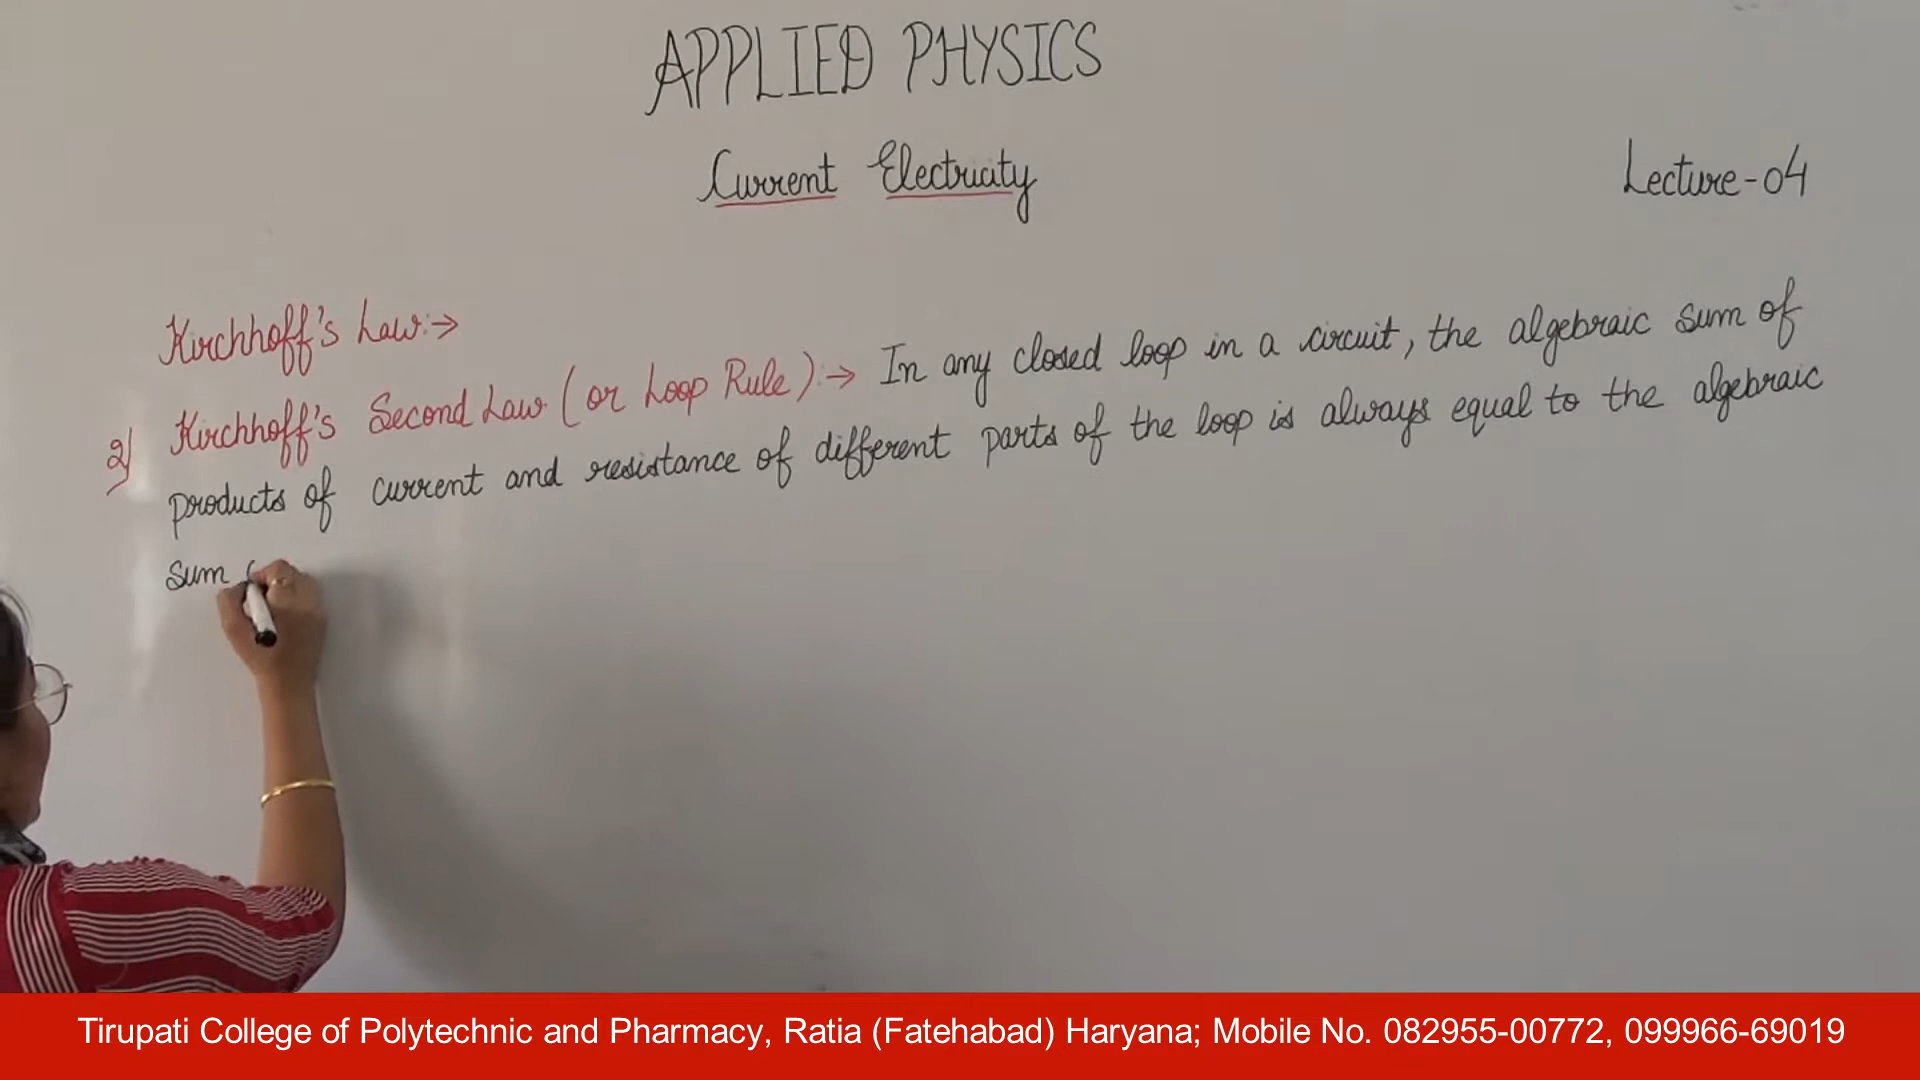 APPLIED PHYSICS
Current Electricity
Lecture-04
Kirchhoff's Law:→
2) Kirchhoff's Second Law (or Loop Rule):→ In any closed loop in a circuit, the algebraic sum of
products of current and resistance of different parts of the loop is always equal to the algebraic
sum
Tirupati College of Polytechnic and Pharmacy, Ratia (Fatehabad) Haryana; Mobile No. 082955-00772, 099966-69019